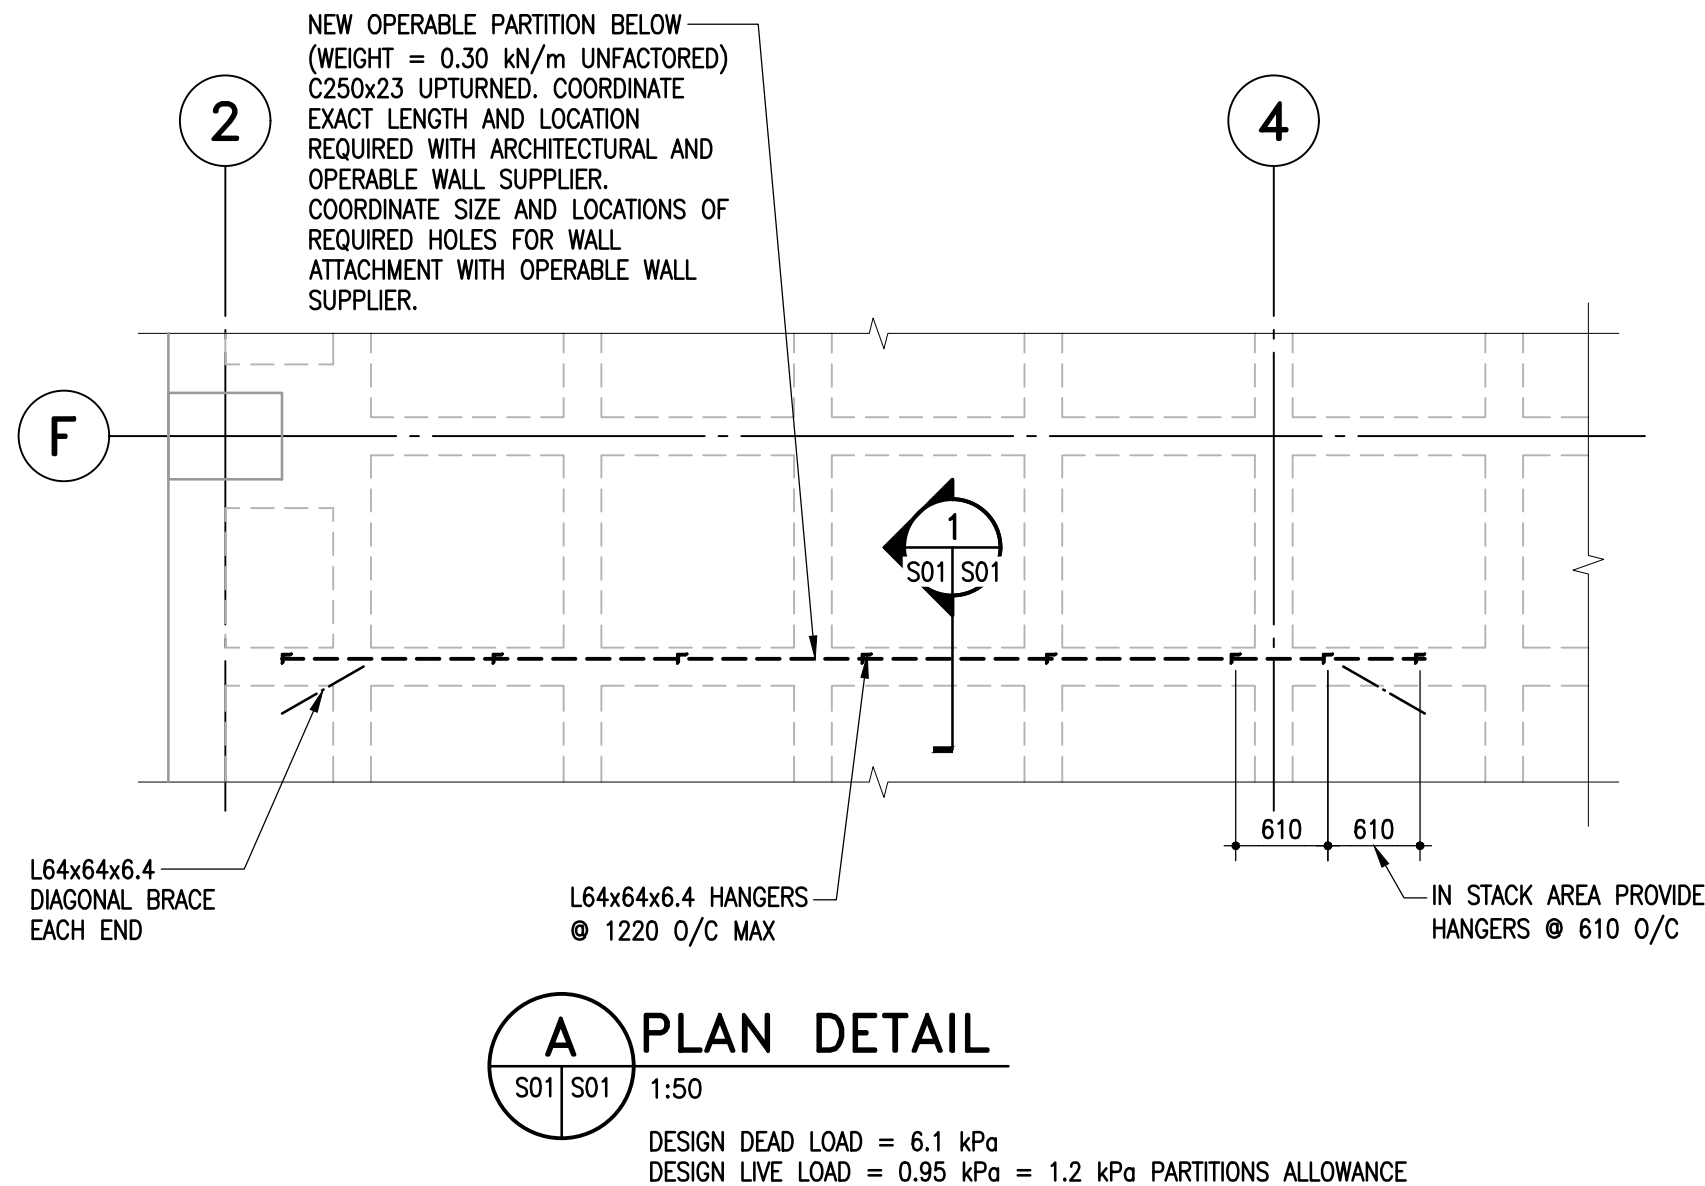 NEW OPERABLE PARTITION BELOW
(WEIGHT = 0.30 kN/m UNFACTORED)
C250x23 UPTURNED. COORDINATE
EXACT LENGTH AND LOCATION
REQUIRED WITH ARCHITECTURAL AND
OPERABLE WALL SUPPLIER.
COORDINATE SIZE AND LOCATIONS OF
REQUIRED HOLES FOR WALL
ATTACHMENT WITH OPERABLE WALL
SUPPLIER.
2
4
F
1
S01 S01
610 610
L64x64x6.4
DIAGONAL BRACE
EACH END
L64x64x6.4 HANGERS
@ 1220 O/C MAX
IN STACK AREA PROVIDE
HANGERS @ 610 O/C
A
S01 S01
PLAN DETAIL
1:50
DESIGN DEAD LOAD = 6.1 kPa
DESIGN LIVE LOAD = 0.95 kPa = 1.2 kPa PARTITIONS ALLOWANCE